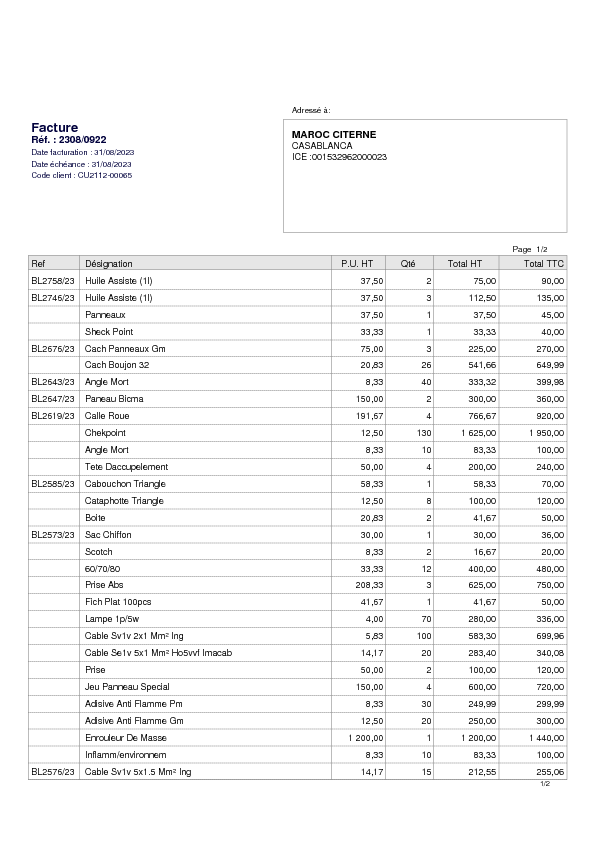 Adressé à:
Facture
Réf. : 2308/0922
Date facturation : 31/08/2023
Date échéance : 31/08/2023
Code client : CU2112-00065
MAROC CITERNE
CASABLANCA
ICE :001532962000023
Page 1/2
Ref Désignation P.U. HT Qté Total HT Total TTC
BL2758/23 Huile Assiste (1l) 37,50 2 75,00 90,00
BL2746/23 Huile Assiste (1l) 37,50 3 112,50 135,00
Panneaux 37,50 1 37,50 45,00
Sheck Point 33,33 1 33,33 40,00
BL2676/23 Cach Panneaux Gm 75,00 3 225,00 270,00
Cach Boujon 32 20,83 26 541,66 649,99
BL2643/23 Angle Mort 8,33 40 333,32 399,98
BL2647/23 Paneau Bicma 150,00 2 300,00 360,00
BL2619/23 Calle Roue 191,67 4 766,67 920,00
Chekpoint 12,50 130 1 625,00 1 950,00
Angle Mort 8,33 10 83,33 100,00
Tete Daccupelement 50,00 4 200,00 240,00
BL2585/23 Cabouchon Triangle 58,33 1 58,33 70,00
Cataphotte Triangle 12,50 8 100,00 120,00
Boite 20,83 2 41,67 50,00
BL2573/23 Sac Chiffon 30,00 1 30,00 36,00
Scotch 8,33 2 16,67 20,00
60/70/80 33,33 12 400,00 480,00
Prise Abs 208,33 3 625,00 750,00
Fich Plat 100pcs 41,67 1 41,67 50,00
Lampe 1p/5w 4,00 70 280,00 336,00
Cable Sv1v 2x1 Mm² Ing 5,83 100 583,30 699,96
Cable Se1v 5x1 Mm² Ho5vvf Imacab 14,17 20 283,40 340,08
Prise 50,00 2 100,00 120,00
Jeu Panneau Special 150,00 4 600,00 720,00
Adisive Anti Flamme Pm 8,33 30 249,99 299,99
Adisive Anti Flamme Gm 12,50 20 250,00 300,00
Enrouleur De Masse 1 200,00 1 1 200,00 1 440,00
Inflamm/environnem 8,33 10 83,33 100,00
BL2576/23 Cable Sv1v 5x1.5 Mm² Ing 14,17 15 212,55 255,06
1/2